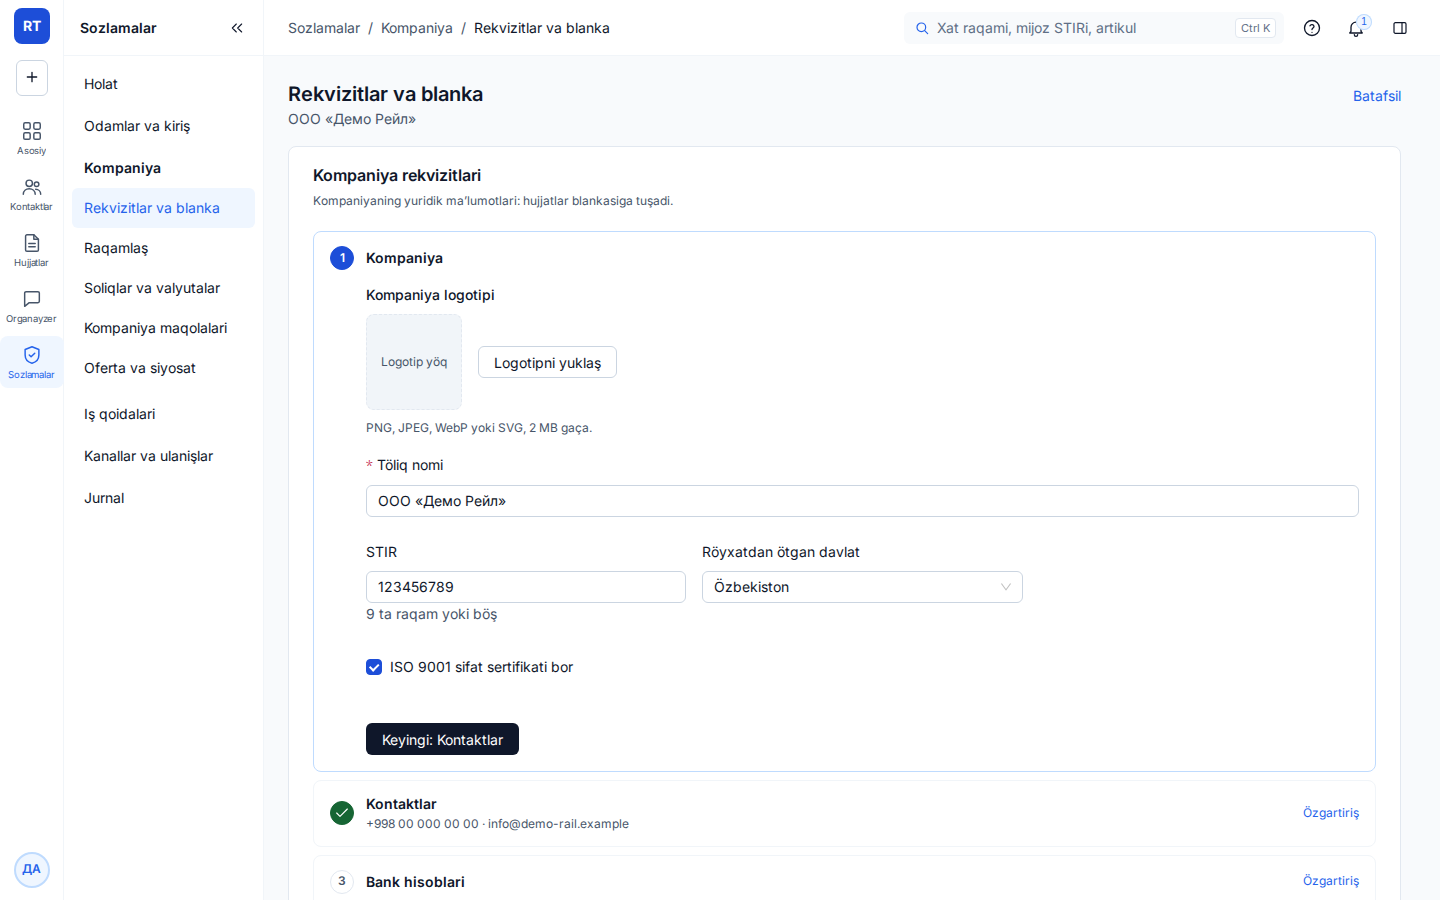 RT
Sozlamalar
Sozlamalar / Kompaniya / Rekvizitlar va blanka
Xat raqami, mijoz STIRi, artikul
Ctrl K
1
Asosiy
Kontaktlar
Hujjatlar
Organayzer
Sozlamalar
ДА
Holat
Odamlar va kiriş
Kompaniya
Rekvizitlar va blanka
Raqamlaş
Soliqlar va valyutalar
Kompaniya maqolalari
Oferta va siyosat
Iş qoidalari
Kanallar va ulanişlar
Jurnal
Rekvizitlar va blanka
Batafsil
ООО «Демо Рейл»
Kompaniya rekvizitlari
Kompaniyaning yuridik maʼlumotlari: hujjatlar blankasiga tuşadi.
1 Kompaniya
Kompaniya logotipi
Logotip yöq
Logotipni yuklaş
PNG, JPEG, WebP yoki SVG, 2 MB gaça.
* Töliq nomi
ООО «Демо Рейл»
STIR
Röyxatdan ötgan davlat
123456789
Özbekiston
9 ta raqam yoki böş
ISO 9001 sifat sertifikati bor
Keyingi: Kontaktlar
Kontaktlar
+998 00 000 00 00 · info@demo-rail.example
Özgartiriş
3 Bank hisoblari
Özgartiriş